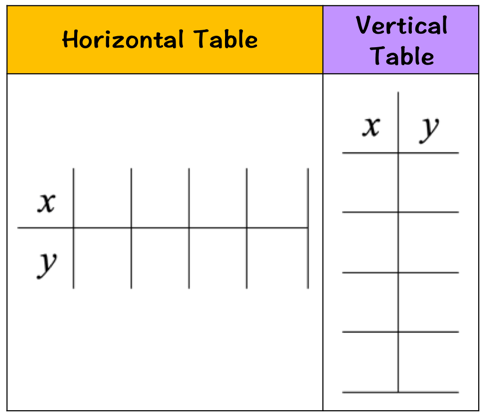 Horizontal Table
Vertical
Table
x
y
x y